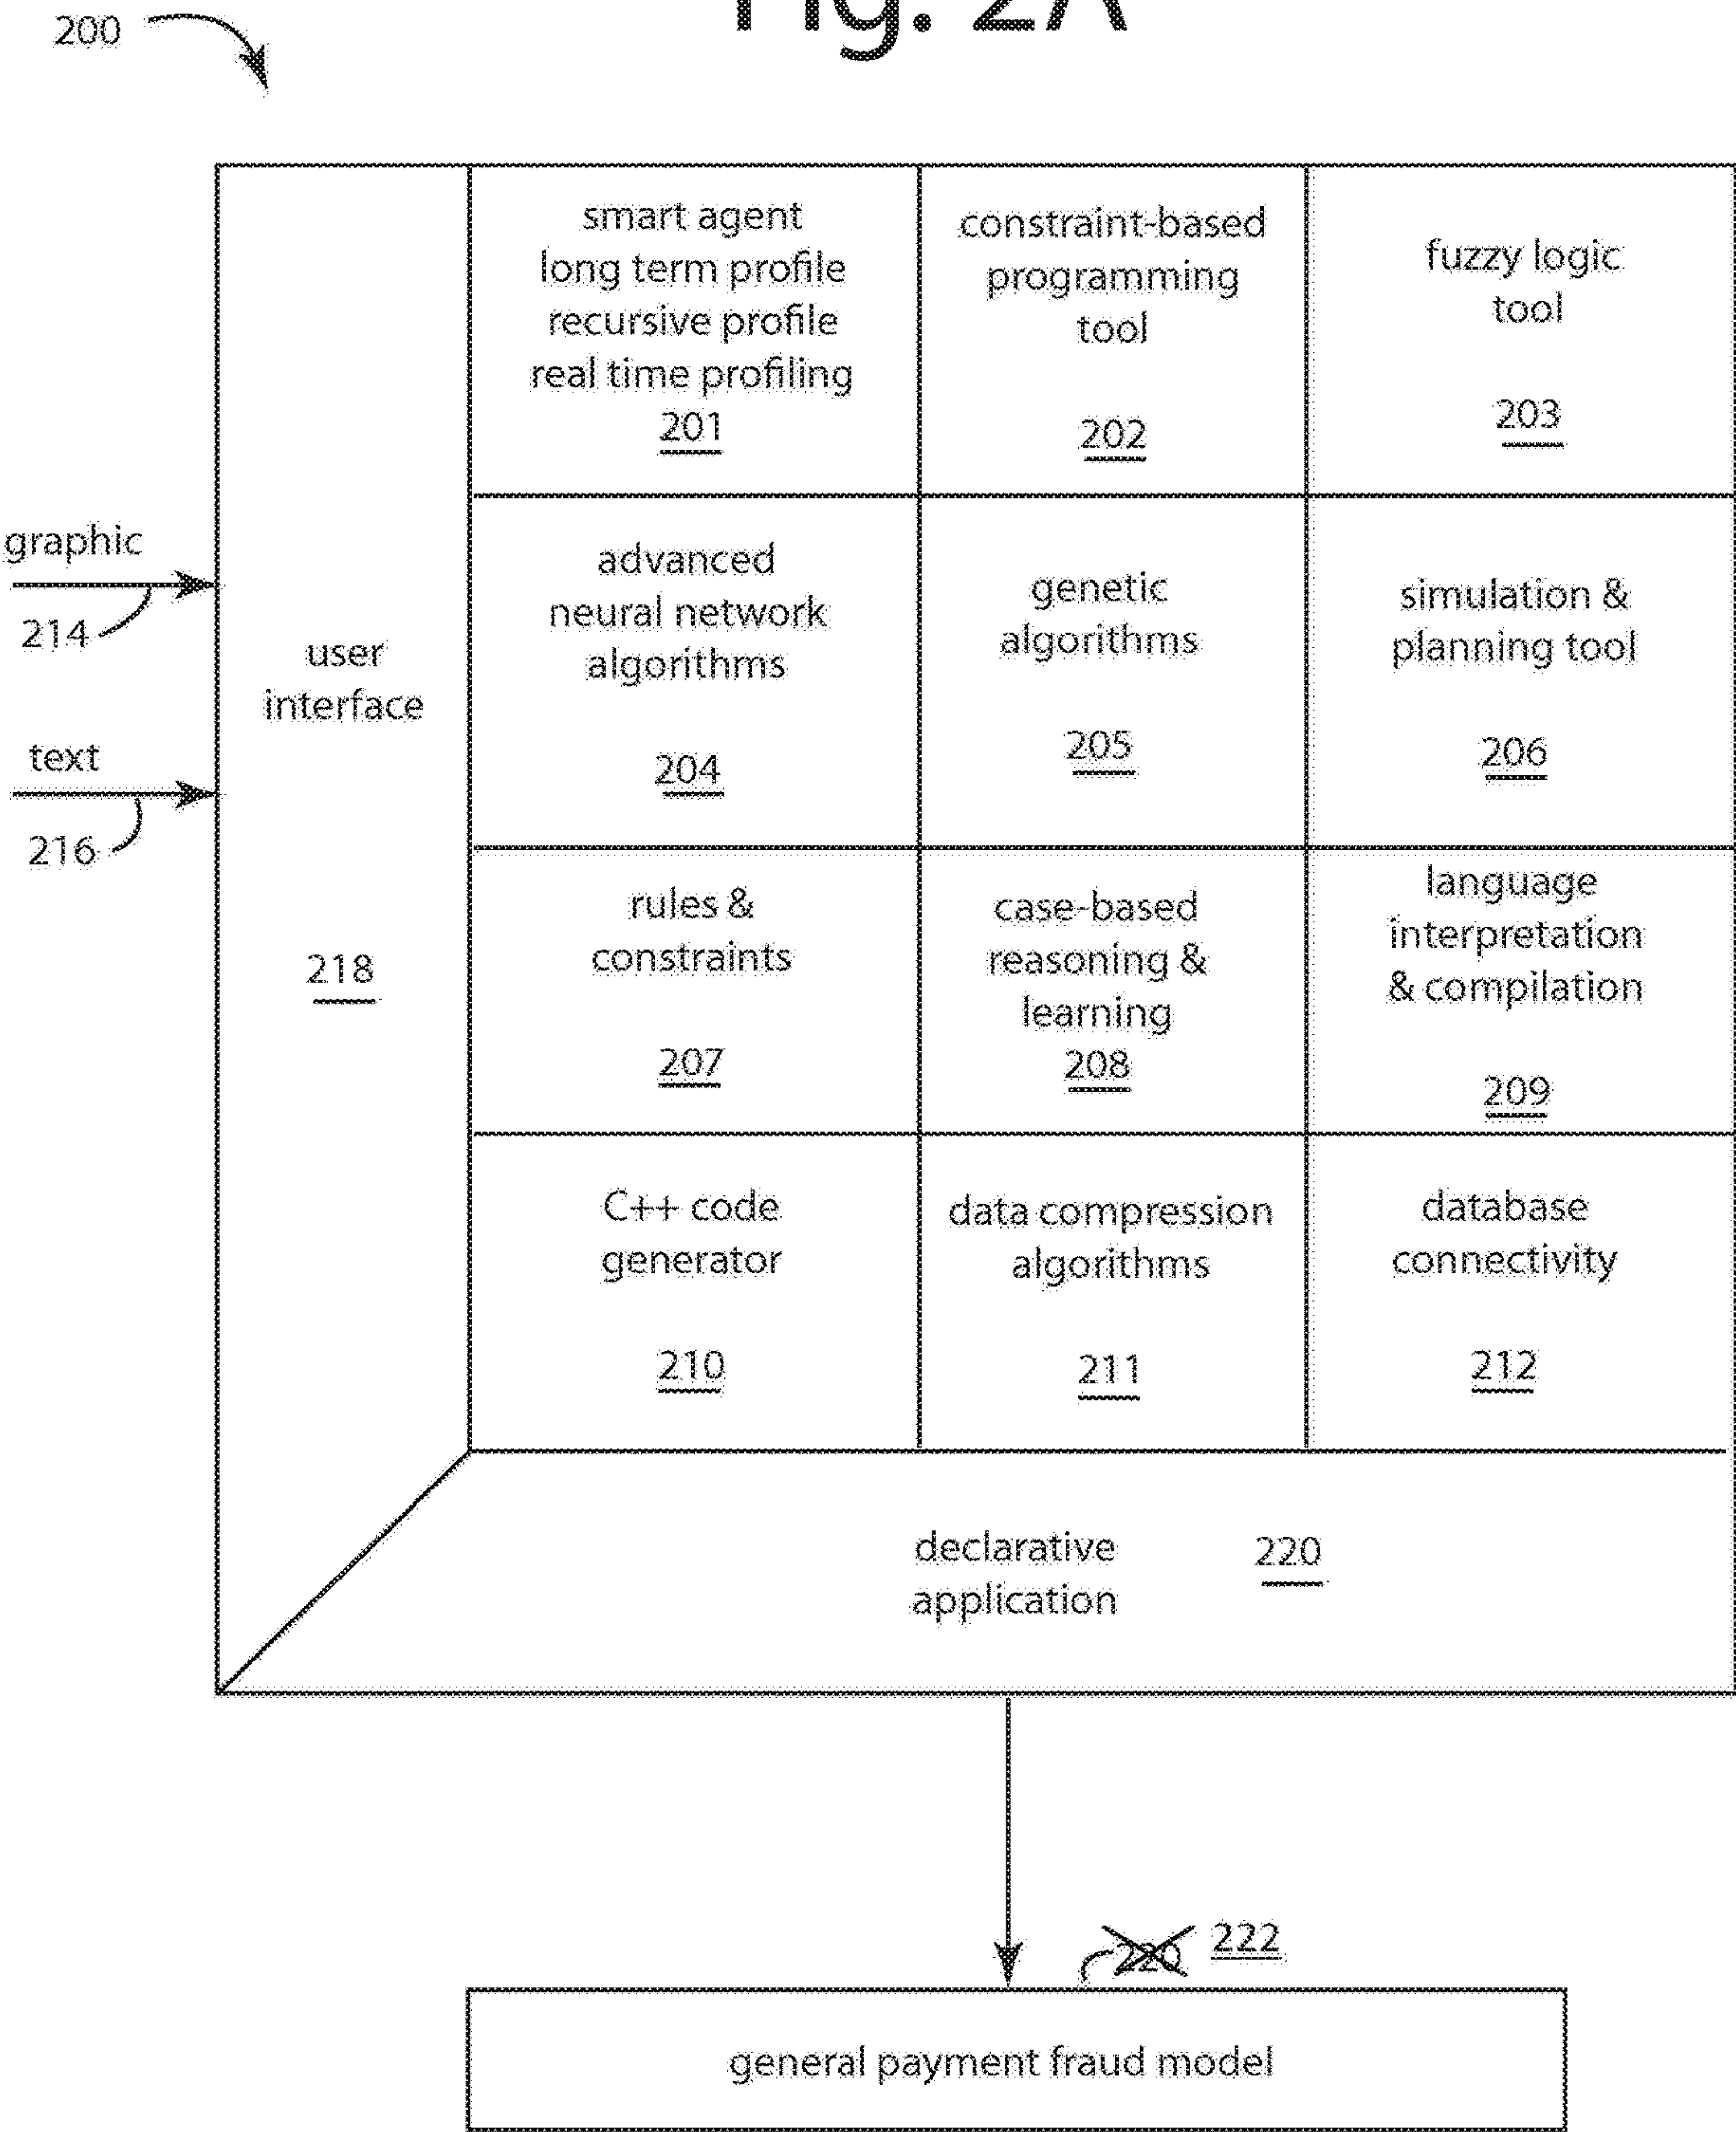 Fig. 2A
200
smart agent
long term profile
recursive profile
real time profiling
201
constraint-based
programming
tool
202
fuzzy logic
tool
203
graphic
214
text
216
user
interface
218
advanced
neural network
algorithms
204
genetic
algorithms
205
simulation &
planning tool
206
rules &
constraints
207
case-based
reasoning &
learning
208
language
interpretation
& compilation
209
C++ code
generator
210
data compression
algorithms
211
database
connectivity
212
declarative
application
220
220
222
general payment fraud model